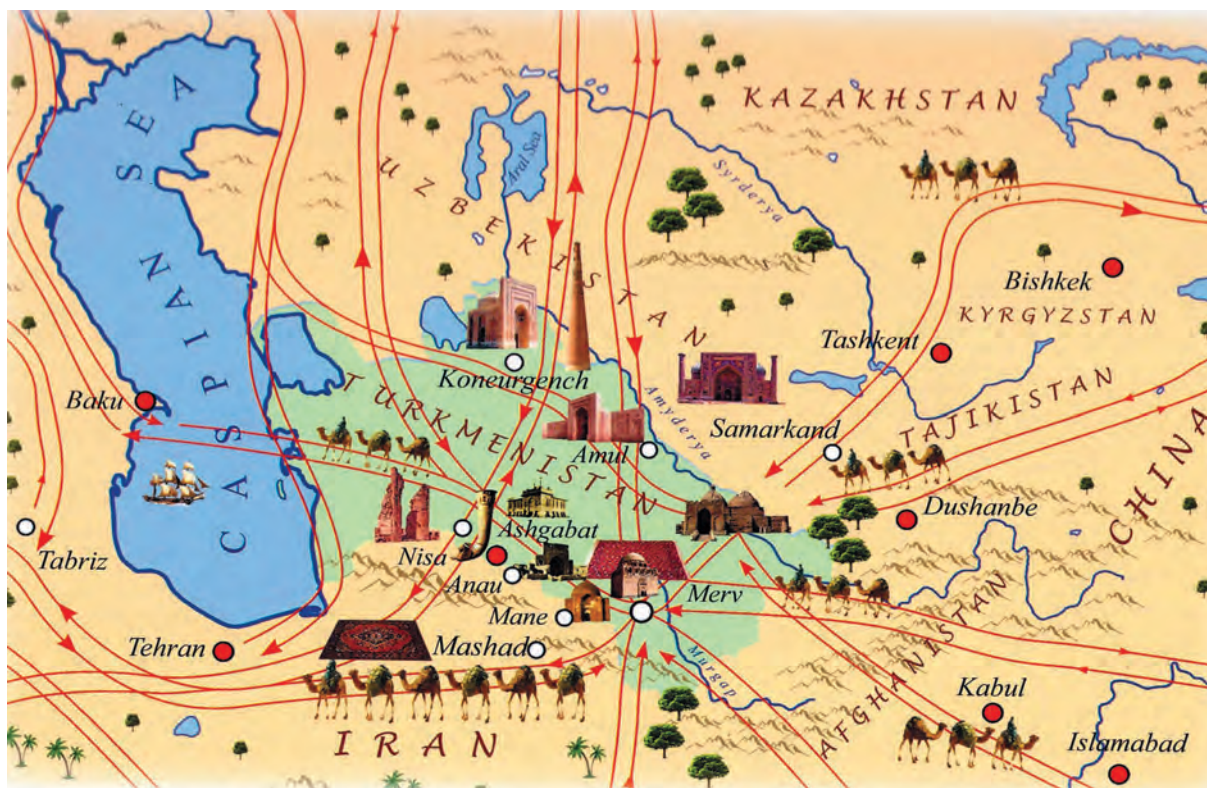 CASPIAN SEA
Aral Sea
KAZAKHSTAN
UZBEKISTAN
Syrderya
Bishkek
KYRGYZSTAN
Tashkent
Koneurgench
TURKMENISTAN
Baku
Amyderya
Samarkand
TAJIKISTAN
CHINA
Amul
Dushanbe
Ashgabat
Nisa
Tabriz
Anau
Merv
Mane
Mashad
Tehran
Murgap
AFGHANISTAN
Kabul
IRAN
Islamabad